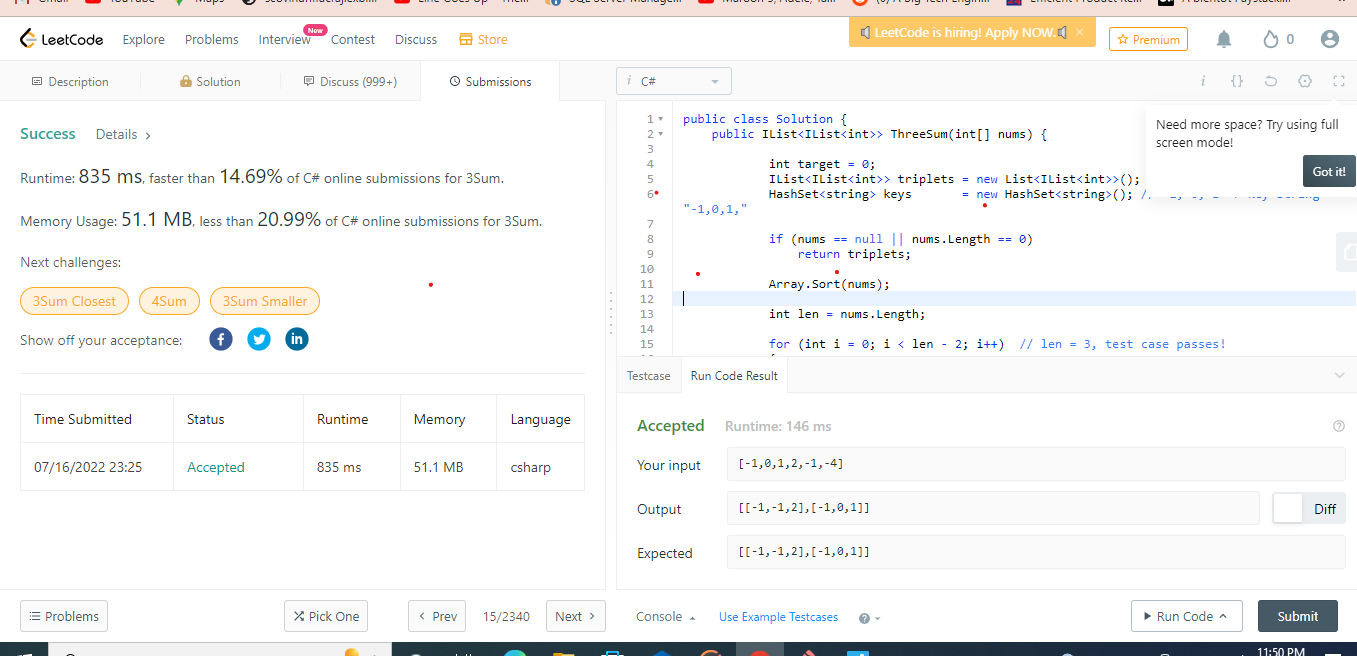 Gmail
YouTube
Maps
LeetCode
Explore
Problems
Interview
New
Contest
Discuss
Store
LeetCode is hiring! Apply NOW.
Premium
0
Description
Solution
Discuss (999+)
Submissions
i C#
Success
Details
Runtime: 835 ms, faster than 14.69% of C# online submissions for 3Sum.
Memory Usage: 51.1 MB, less than 20.99% of C# online submissions for 3Sum.
Next challenges:
3Sum Closest
4Sum
3Sum Smaller
Show off your acceptance:
Time Submitted
Status
Runtime
Memory
Language
07/16/2022 23:25
Accepted
835 ms
51.1 MB
csharp
1 public class Solution {
2 public IList<IList<int>> ThreeSum(int[] nums) {
3
4 int target = 0;
5 IList<IList<int>> triplets = new List<IList<int>>();
6 HashSet<string> keys = new HashSet<string>();
"-1,0,1,"
7
8 if (nums == null || nums.Length == 0)
9 return triplets;
10
11 Array.Sort(nums);
12
13 int len = nums.Length;
14
15 for (int i = 0; i < len - 2; i++) // len = 3, test case passes!
Need more space? Try using full
screen mode!
Got it!
Testcase
Run Code Result
Accepted
Runtime: 146 ms
Your input
[-1,0,1,2,-1,-4]
Output
[[-1,-1,2],[-1,0,1]]
Diff
Expected
[[-1,-1,2],[-1,0,1]]
Problems
Pick One
Prev
15/2340
Next
Console
Use Example Testcases
Run Code
Submit
11:50 PM